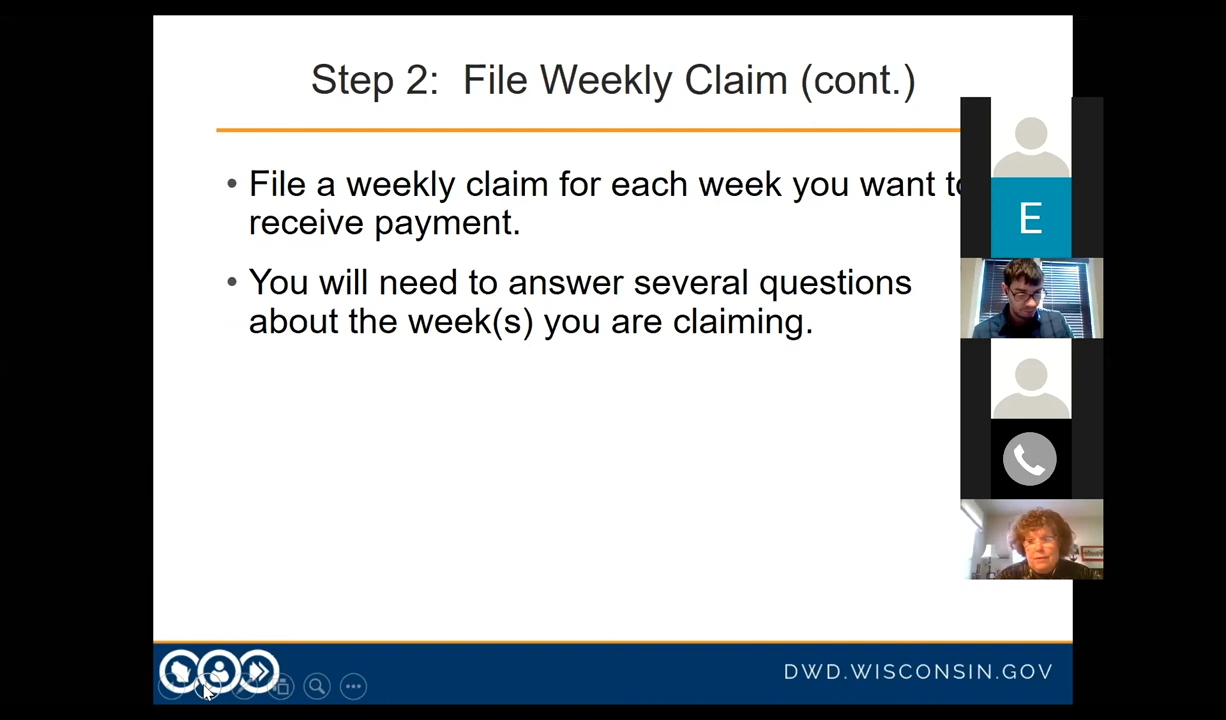 Step 2:  File Weekly Claim (cont.)
• File a weekly claim for each week you want to
receive payment.
• You will need to answer several questions
about the week(s) you are claiming.
E
DWD.WISCONSIN.GOV